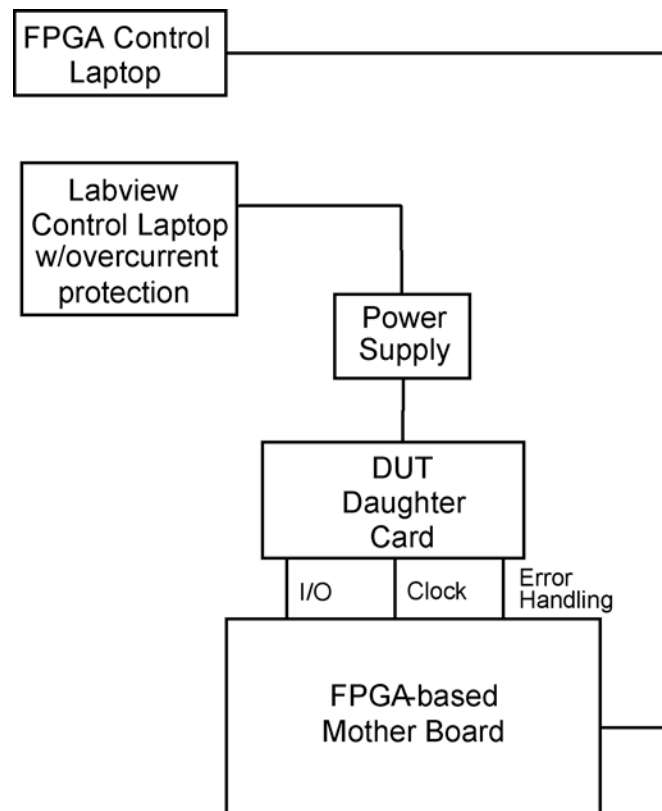 FPGA Control
Laptop
Labview
Control Laptop
w/overcurrent
protection
Power
Supply
DUT
Daughter
Card
I/O
Clock
Error
Handling
FPGA-based
Mother Board